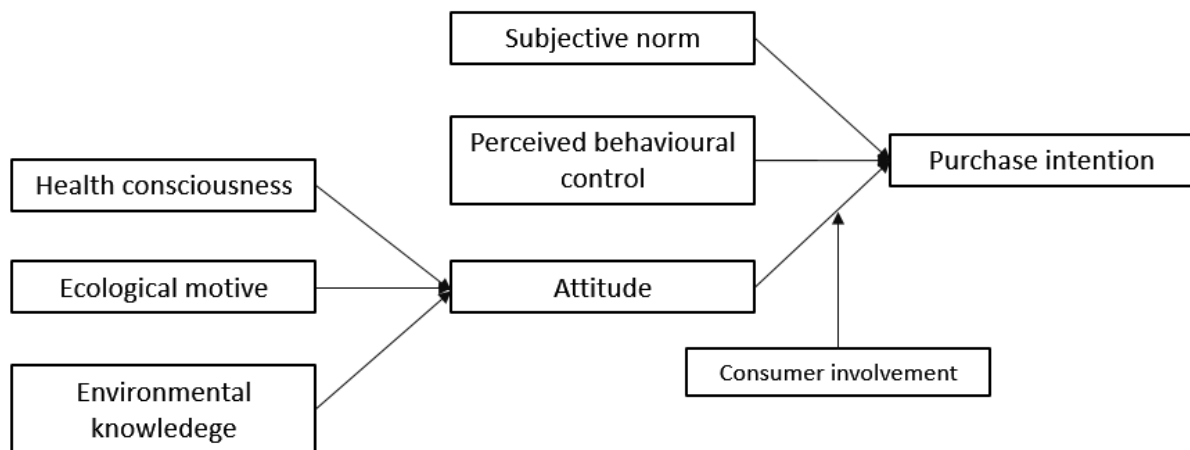 Subjective norm
Perceived behavioural
control
Purchase intention
Health consciousness
Ecological motive
Attitude
Environmental
knowledege
Consumer involvement